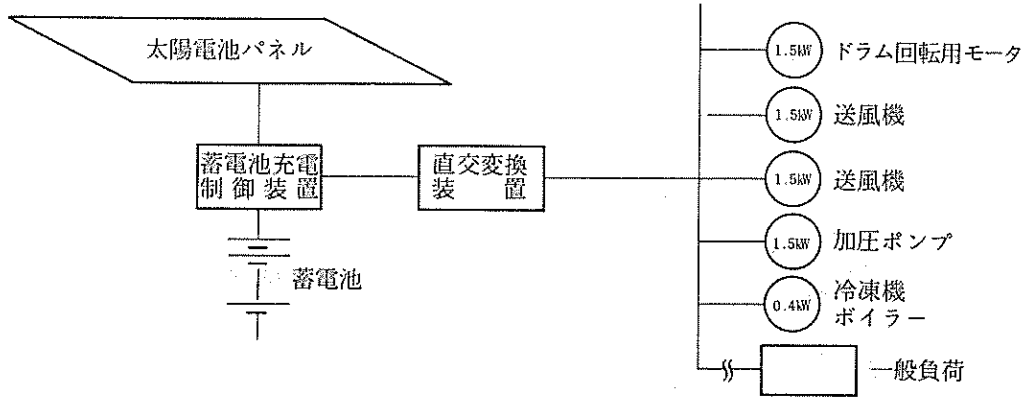 太陽電池パネル
蓄電池充電
制御装置
直交変換
装置
蓄電池
1.5kW ドラム回転用モータ
1.5kW 送風機
1.5kW 送風機
1.5kW 加圧ポンプ
0.4kW 冷凍機
ボイラー
一般負荷